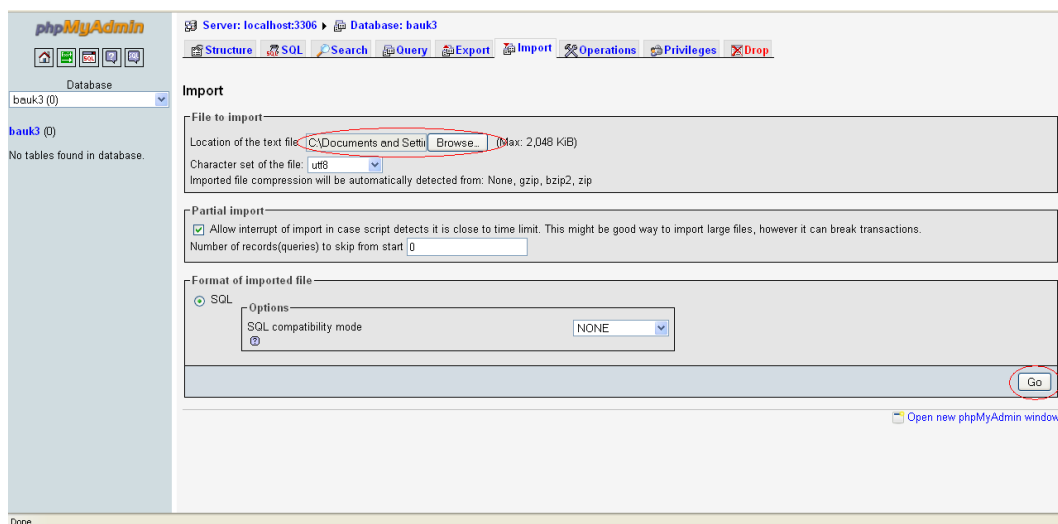 phpMyAdmin
Database
bauk3 (0)
bauk3 (0)
No tables found in database.
Server: localhost:3306 ▸ Database: bauk3
Structure SQL Search Query Export Import Operations Privileges Drop
Import
File to import
Location of the text file C:\Documents and Setti Browse... (Max: 2,048 KiB)
Character set of the file: utf8
Imported file compression will be automatically detected from: None, gzip, bzip2, zip
Partial import
Allow interrupt of import in case script detects it is close to time limit. This might be good way to import large files, however it can break transactions.
Number of records(queries) to skip from start 0
Format of imported file
SQL
Options
SQL compatibility mode NONE
Go
Open new phpMyAdmin window
Done